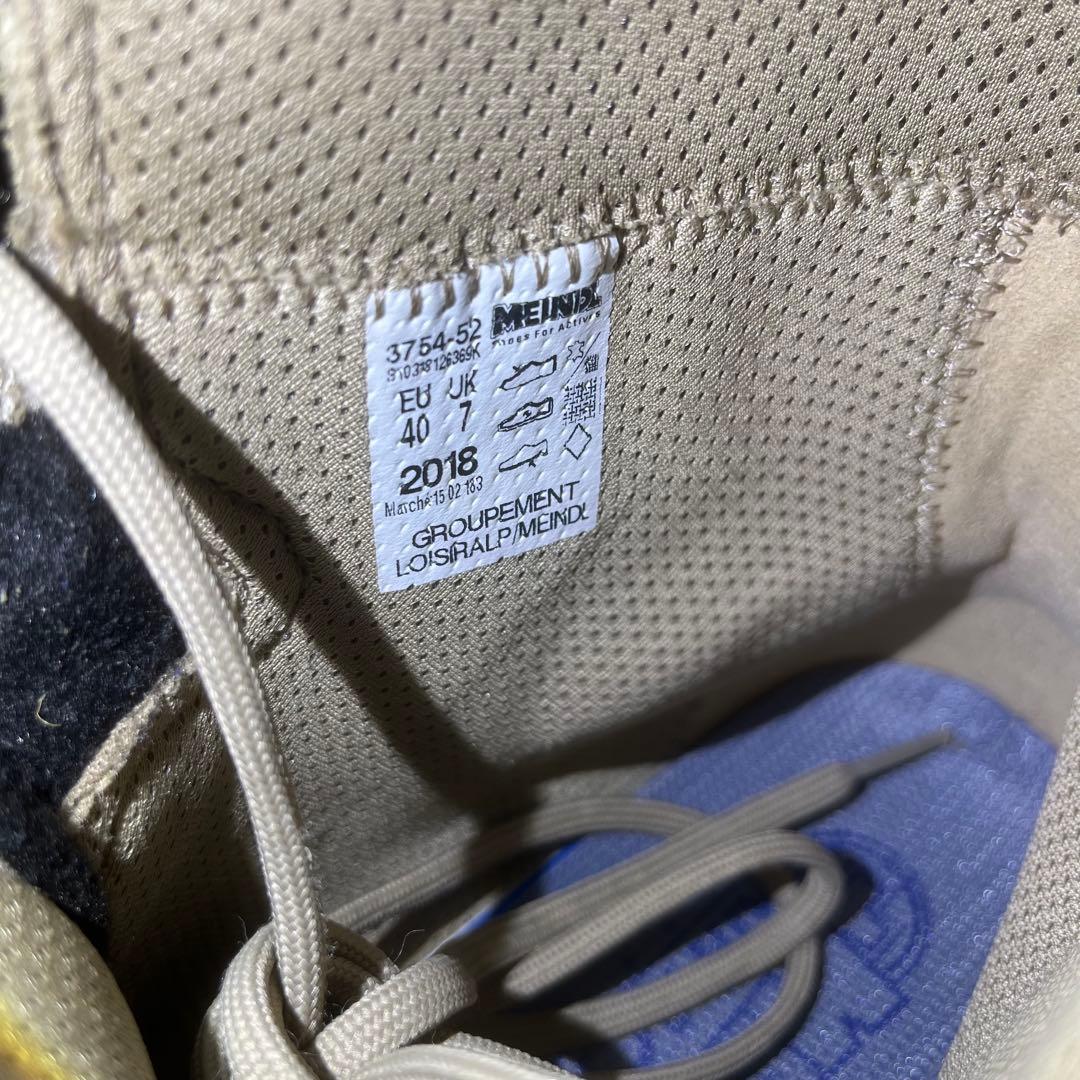 MEINDL
Shoes For Actives
3754-52
EU UK
40 7
2018
Marché 15 02 183
GROUPEMENT
LOISIRALP/MEINDL